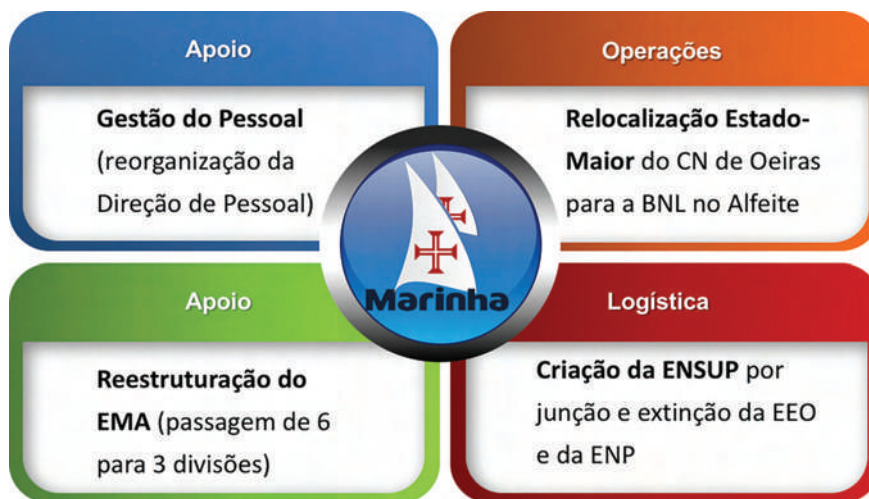 Apoio
Gestão do Pessoal
(reorganização da
Direção de Pessoal)
Operações
Relocalização Estado-
Maior do CN de Oeiras
para a BNL no Alfeite
Marinha
Apoio
Reestruturação do
EMA (passagem de 6
para 3 divisões)
Logística
Criação da ENSUP por
junção e extinção da EEO
e da ENP